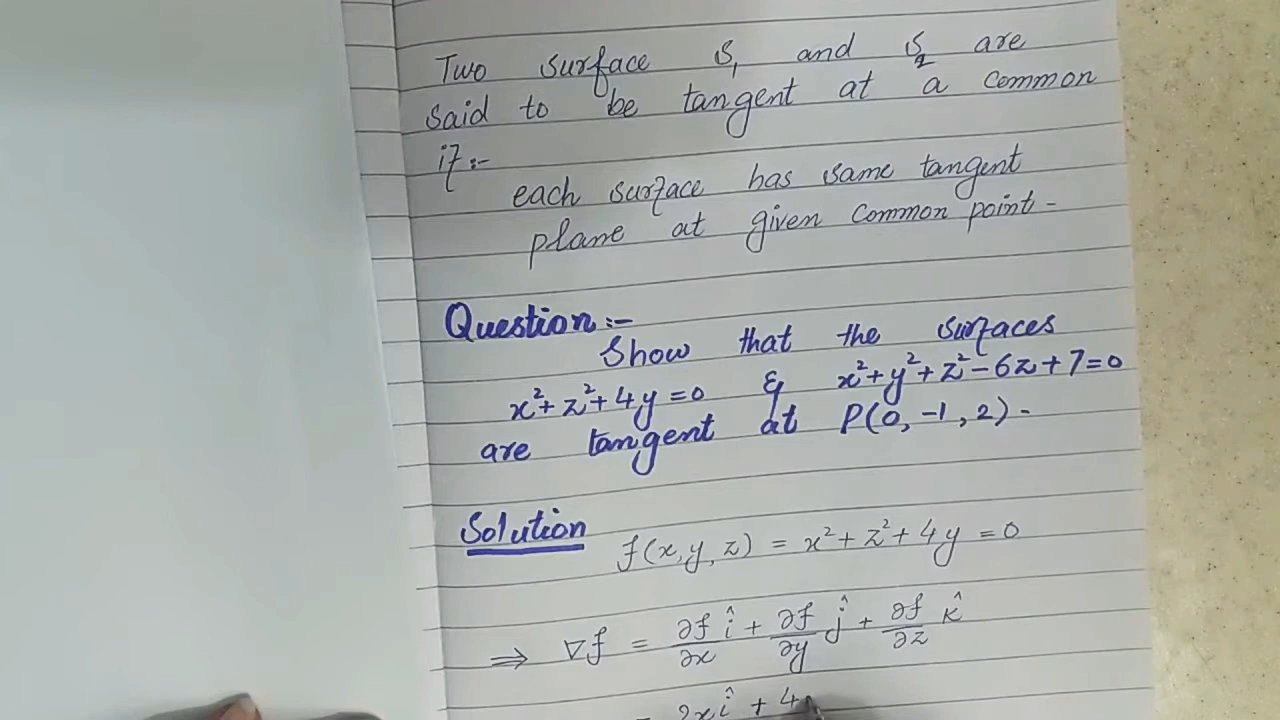 Two surface S₁ and S₂ are
said to be tangent at a common
if:-
each surface has same tangent
plane at given common point-
Question:-
Show that the surfaces
x²+z²+4y=0 & x²+y²+z²-6z+7=0
are tangent at P(0,-1,2)-
Solution f(x,y,z) = x²+z²+4y=0
⇒ ∇f = ∂f/∂x î + ∂f/∂y ĵ + ∂f/∂z k̂
= 2xî + 4